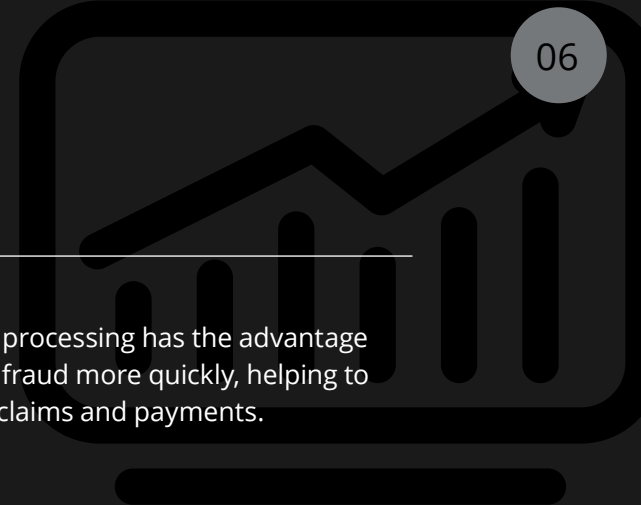 06
processing has the advantage
fraud more quickly, helping to
claims and payments.